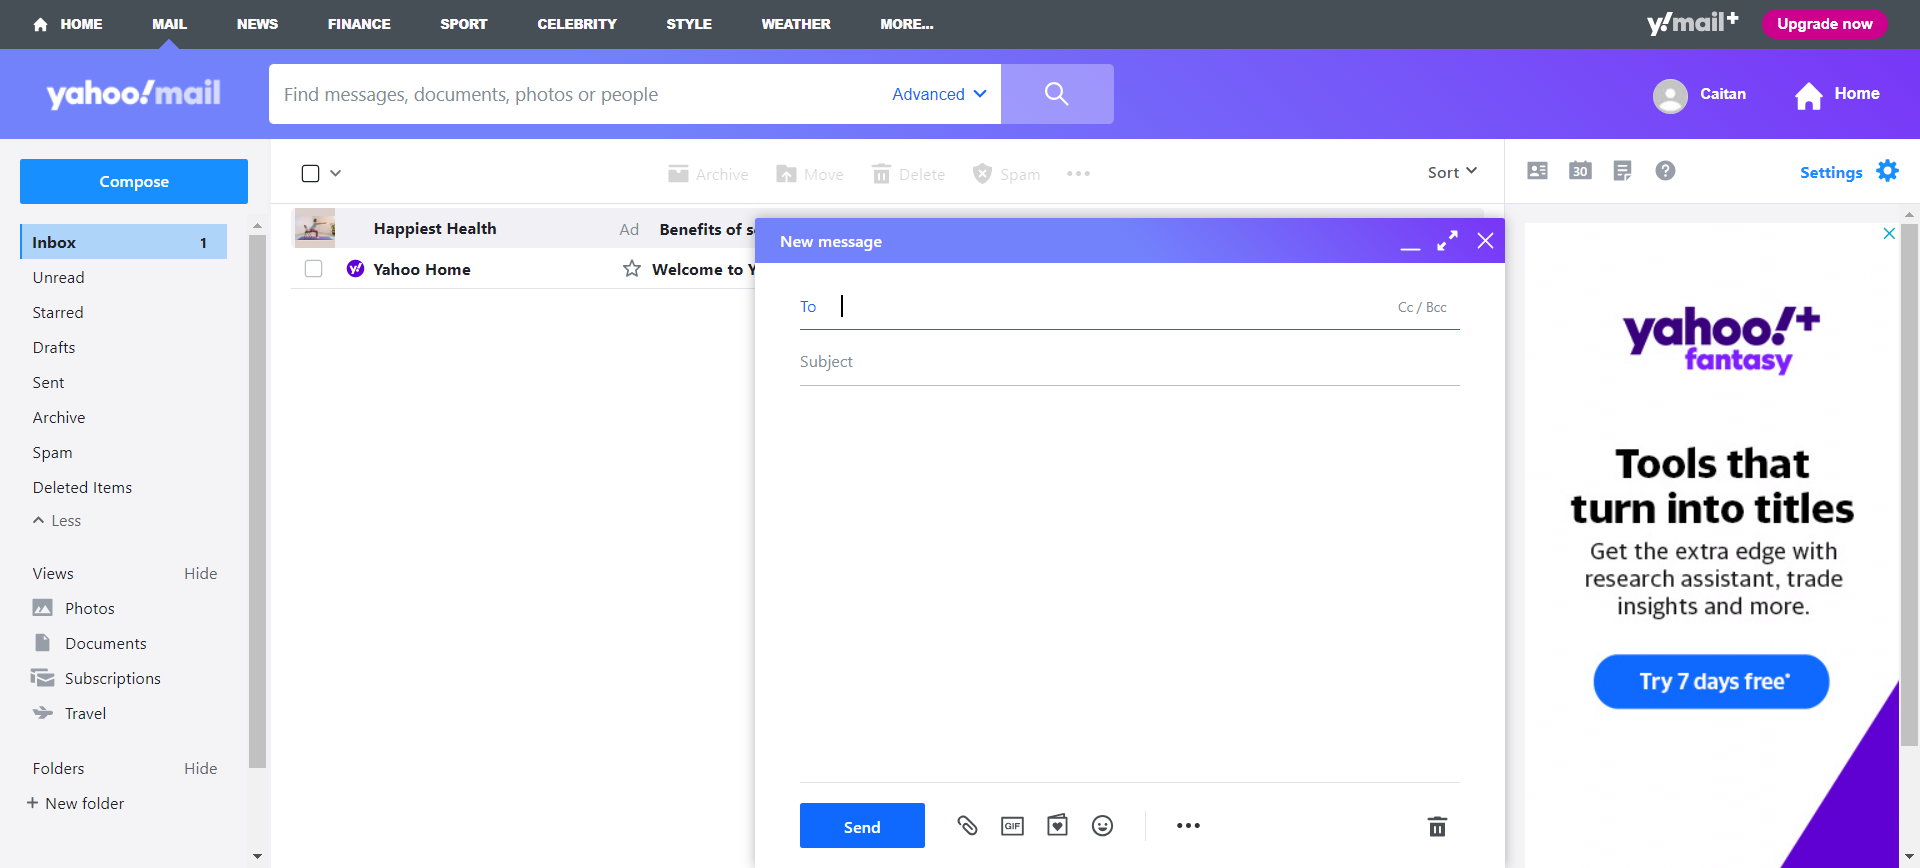 HOME MAIL NEWS FINANCE SPORT CELEBRITY STYLE WEATHER MORE... y!mail+ Upgrade now
yahoo!mail Find messages, documents, photos or people Advanced Caitan Home
Compose Archive Move Delete Spam Sort 30 Settings
Inbox 1
Unread
Starred
Drafts
Sent
Archive
Spam
Deleted Items
Less
Views Hide
Photos
Documents
Subscriptions
Travel
Folders Hide
+ New folder
Happiest Health Ad Benefits of s
y! Yahoo Home Welcome to Y
New message
To Cc / Bcc
Subject
Send GIF
yahoo!+
fantasy
Tools that
turn into titles
Get the extra edge with
research assistant, trade
insights and more.
Try 7 days free*